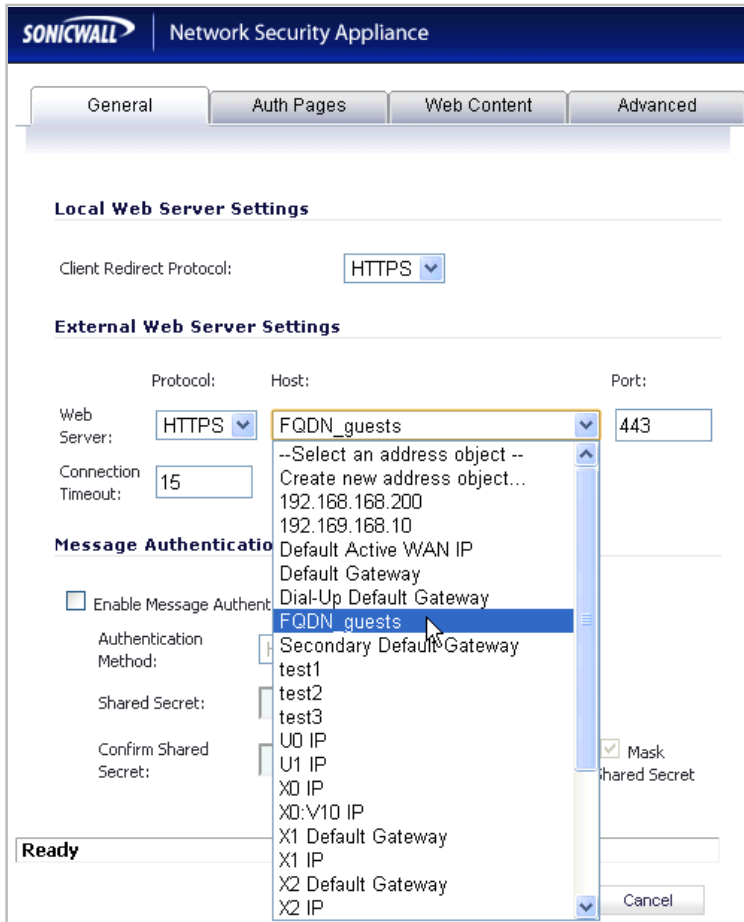 SONICWALL Network Security Appliance
General Auth Pages Web Content Advanced
Local Web Server Settings
Client Redirect Protocol: HTTPS
External Web Server Settings
Protocol: Host: Port:
Web Server: HTTPS FQDN_guests 443
Connection Timeout: 15
--Select an address object --
Create new address object...
192.168.168.200
192.169.168.10
Default Active WAN IP
Default Gateway
Dial-Up Default Gateway
FQDN_guests
Secondary Default Gateway
test1
test2
test3
U0 IP
U1 IP
X0 IP
X0:V10 IP
X1 Default Gateway
X1 IP
X2 Default Gateway
X2 IP
Message Authenticatio
Enable Message Authent
Authentication Method:
Shared Secret:
Confirm Shared Secret:
Mask
Shared Secret
Ready
Cancel